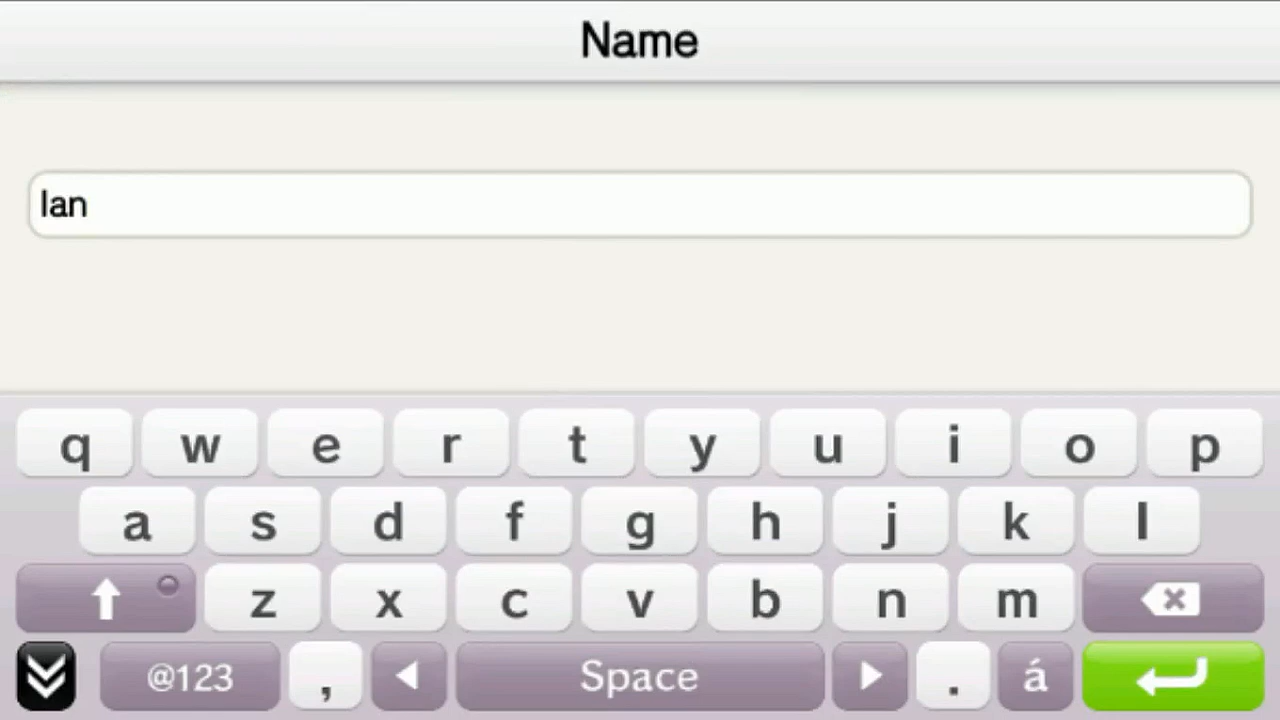 Name
Ian
q w e r t y u i o p
a s d f g h j k l
z x c v b n m
@123 , Space . á